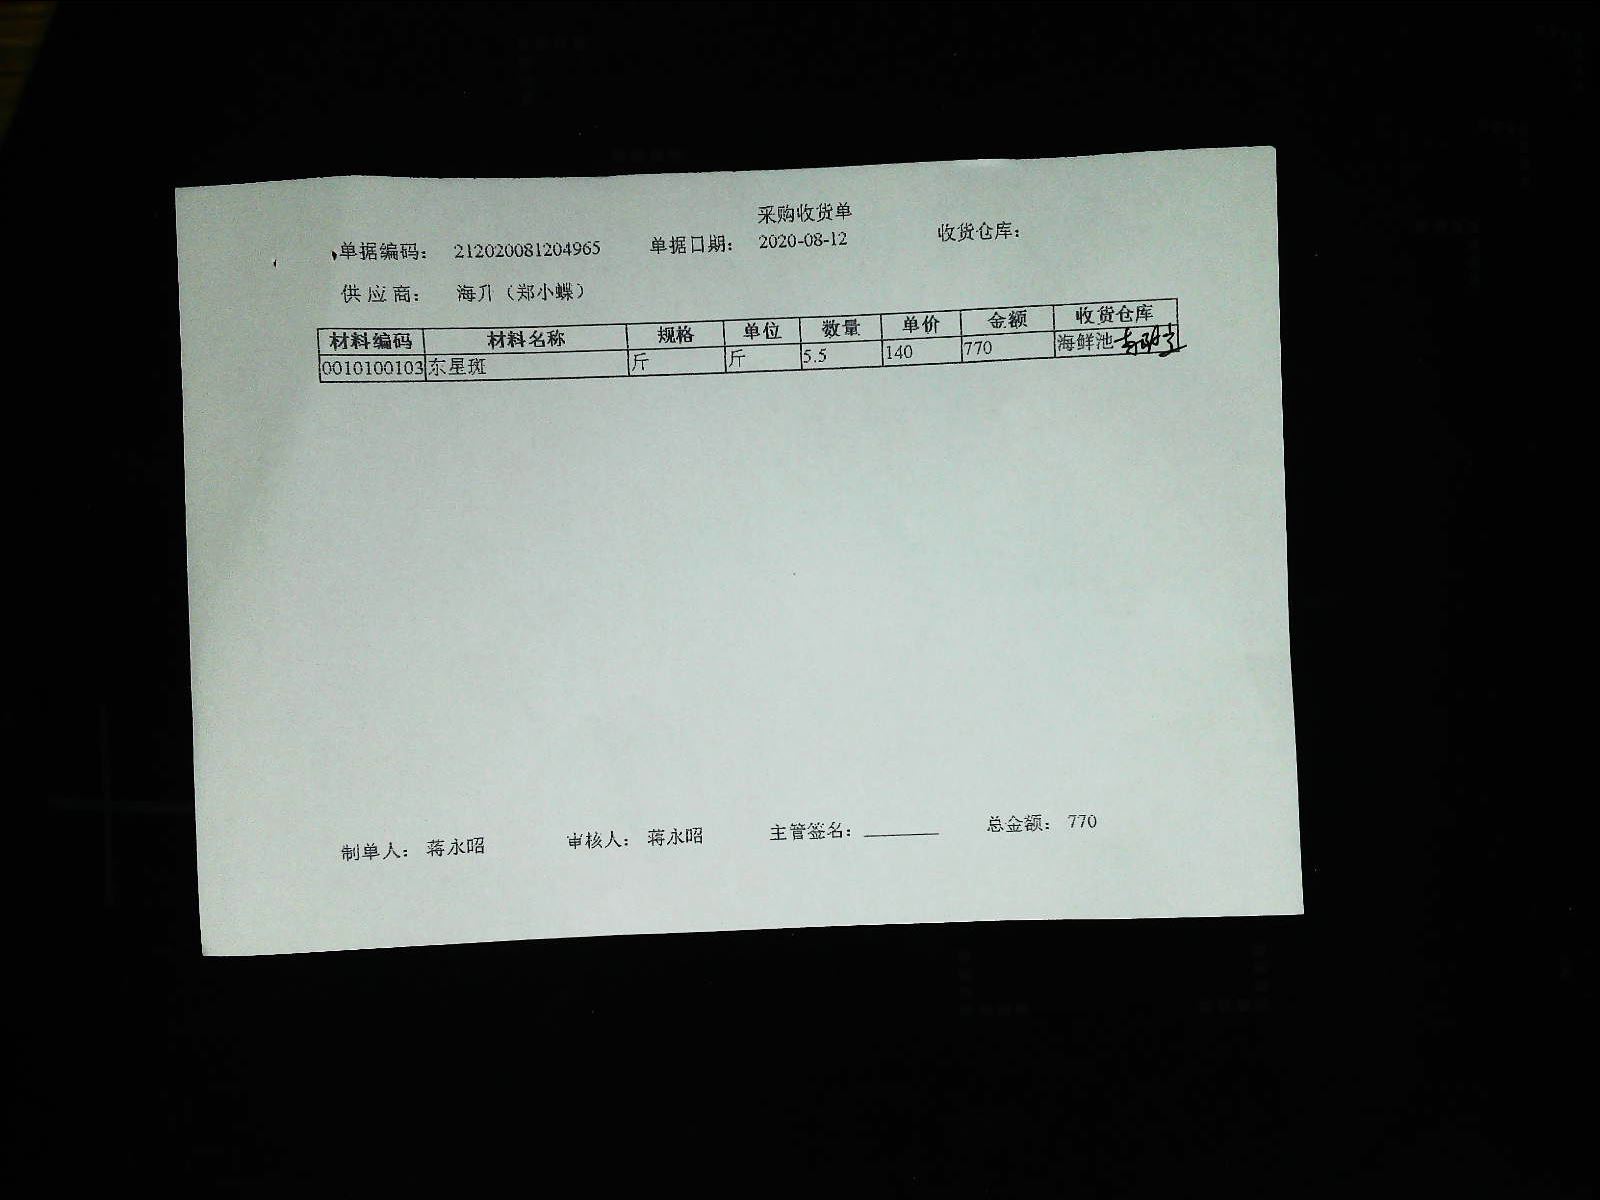 采购收货单
单据编码： 212020081204965 单据日期： 2020-08-12 收货仓库：
供应商： 海升（郑小蝶）
材料编码 材料名称 规格 单位 数量 单价 金额 收货仓库
0010100103 东星斑 斤 斤 5.5 140 770 海鲜池
制单人： 蒋永昭 审核人： 蒋永昭 主管签名： 总金额： 770